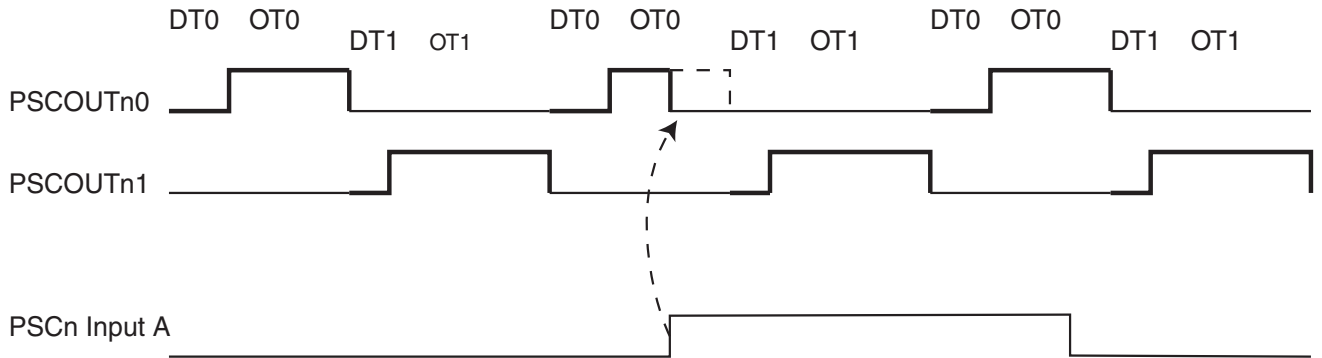 DT0 OT0 DT0 OT0 DT0 OT0
DT1 OT1 DT1 OT1 DT1 OT1
PSCOUTn0
PSCOUTn1
PSCn Input A